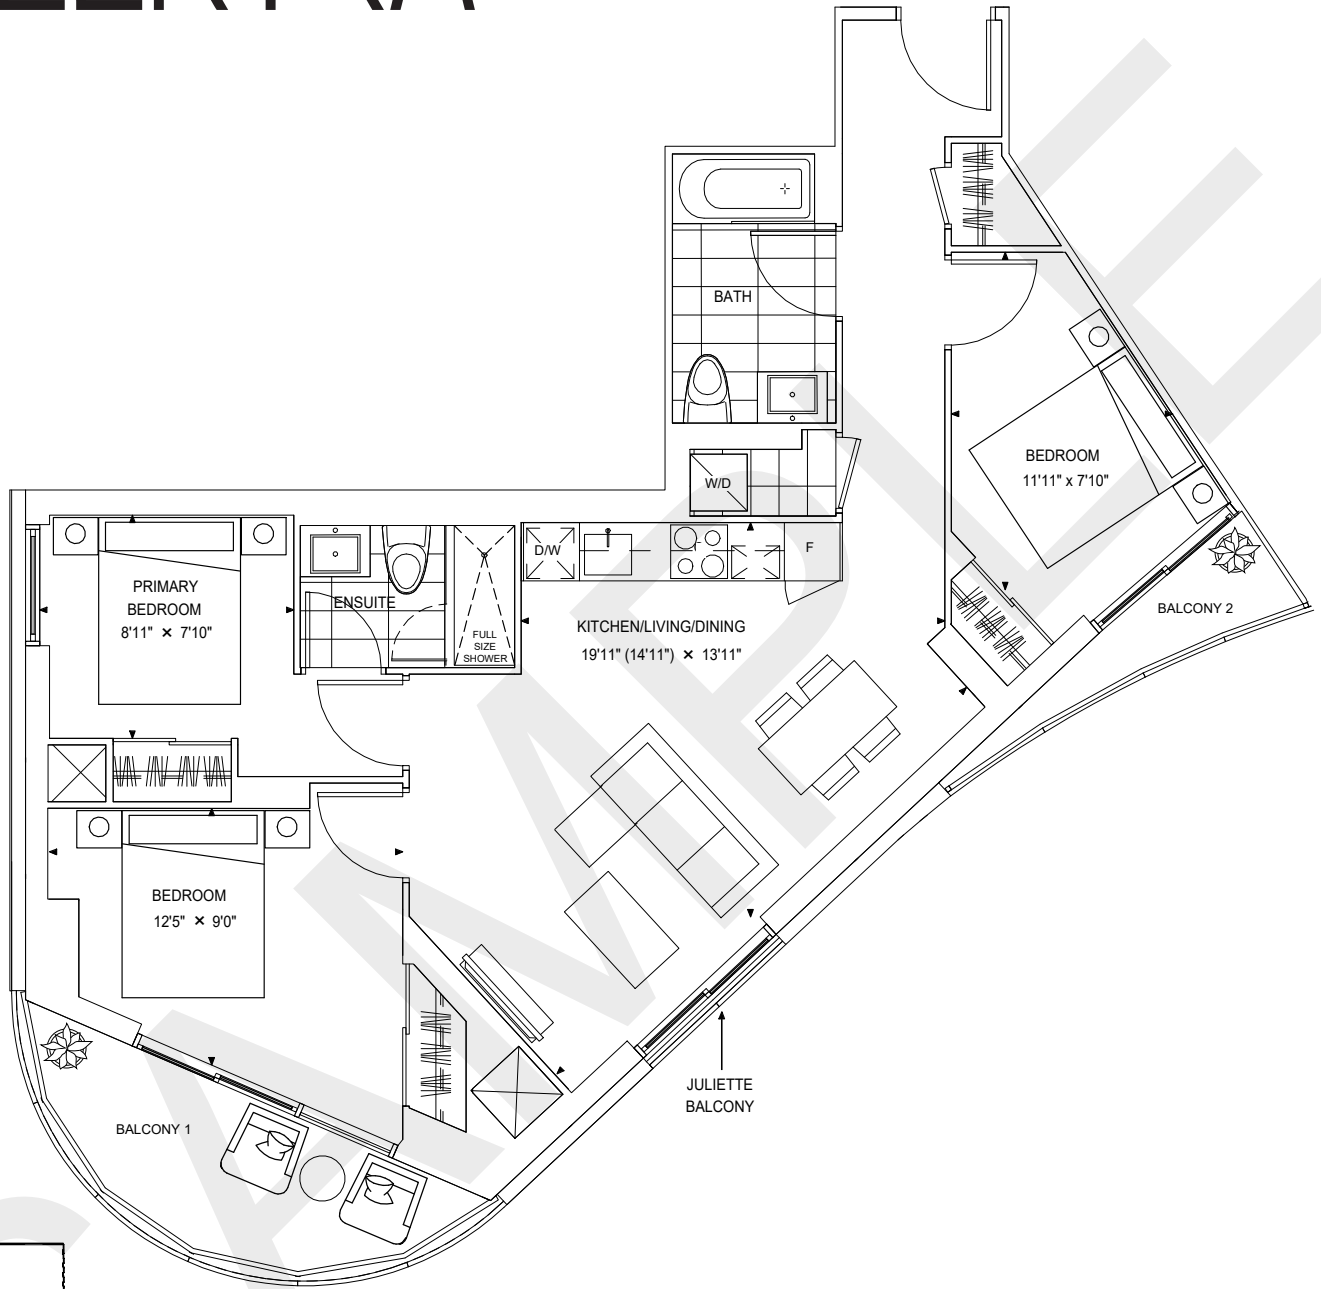 BATH
W/D
BEDROOM
11'11" x 7'10"
BALCONY 2
D/W
F
PRIMARY
BEDROOM
8'11" × 7'10"
ENSUITE
FULL
SIZE
SHOWER
KITCHEN/LIVING/DINING
19'11" (14'11") × 13'11"
BEDROOM
12'5" × 9'0"
JULIETTE
BALCONY
BALCONY 1
SAMPLE